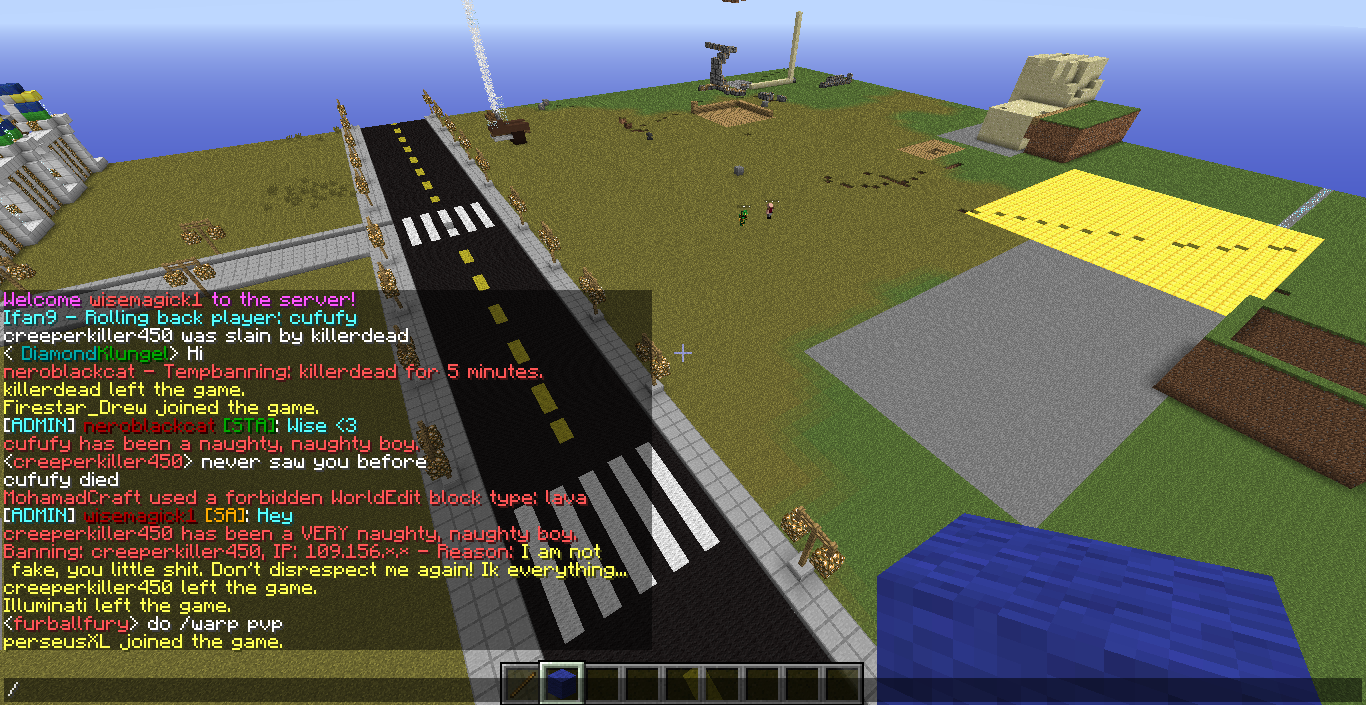 Welcome wisemagick1 to the server!
Ifan9 - Rolling back player: cufufy
creeperkiller450 was slain by killerdead
< DiamondKlungel> Hi
neroblackcat - Tempbanning: killerdead for 5 minutes.
killerdead left the game.
Firestar_Drew joined the game.
[ADMIN] neroblackcat [STA]: Wise <3
cufufy has been a naughty, naughty boy.
<creeperkiller450> never saw you before
cufufy died
MohamadCraft used a forbidden WorldEdit block type: lava
[ADMIN] wisemagick1 [SA]: Hey
creeperkiller450 has been a VERY naughty, naughty boy.
Banning: creeperkiller450, IP: 109.156.*.* - Reason: I am not
fake, you little shit. Don't disrespect me again! Ik everything...
creeperkiller450 left the game.
Illuminati left the game.
<furballfury> do /warp pvp
perseusXL joined the game.
/